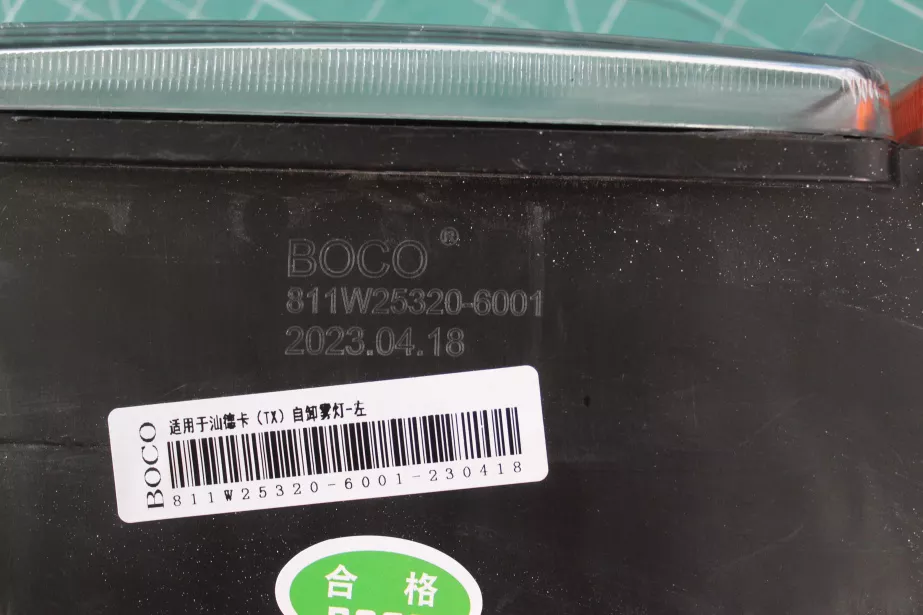 BOCO®
811W25320-6001
2023.04.18
BOCO
适用于汕德卡（TX）自卸雾灯-左
811W25320-6001-230418
合 格